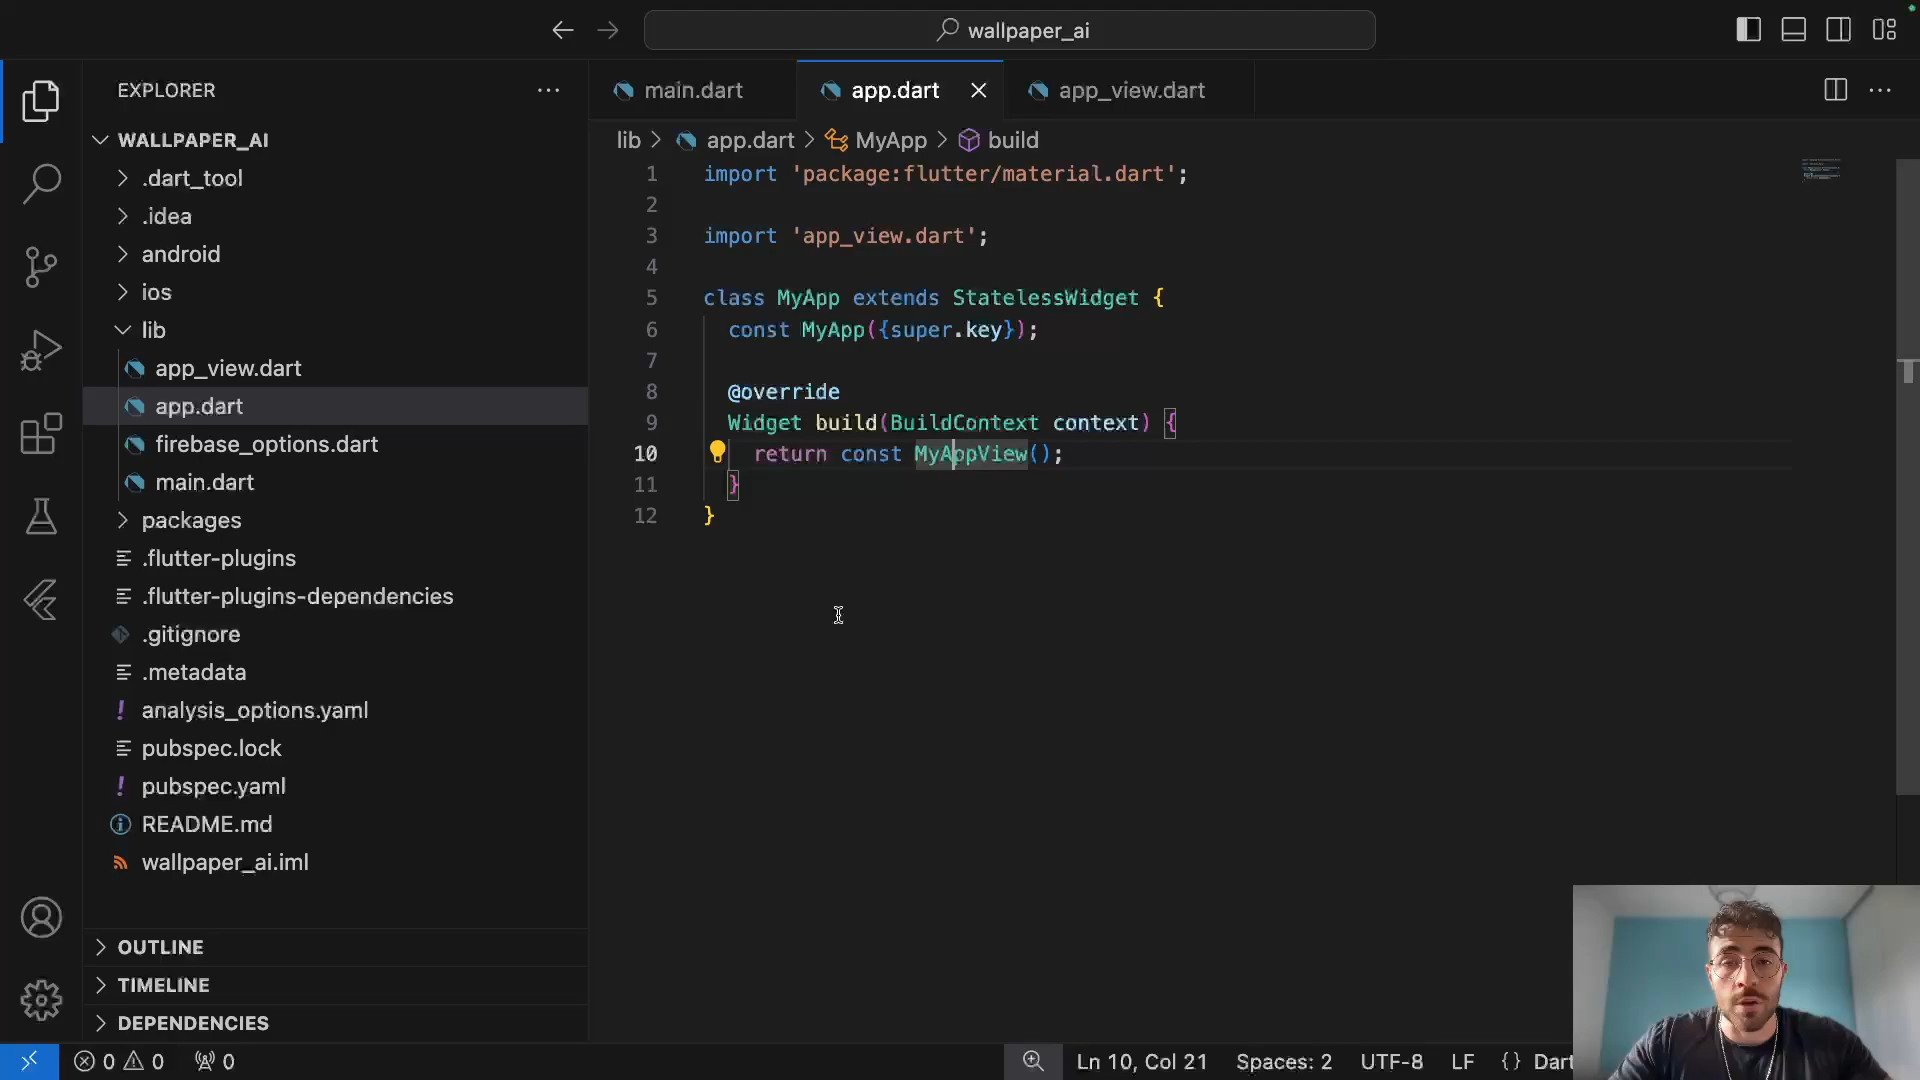 wallpaper_ai
EXPLORER
WALLPAPER_AI
.dart_tool
.idea
android
ios
lib
app_view.dart
app.dart
firebase_options.dart
main.dart
packages
.flutter-plugins
.flutter-plugins-dependencies
.gitignore
.metadata
analysis_options.yaml
pubspec.lock
pubspec.yaml
README.md
wallpaper_ai.iml
OUTLINE
TIMELINE
DEPENDENCIES
main.dart
app.dart
app_view.dart
lib > app.dart > MyApp > build
1 import 'package:flutter/material.dart';
2
3 import 'app_view.dart';
4
5 class MyApp extends StatelessWidget {
6 const MyApp({super.key});
7
8 @override
9 Widget build(BuildContext context) {
10 return const MyAppView();
11 }
12 }
0 0 0
Ln 10, Col 21 Spaces: 2 UTF-8 LF {} Dart